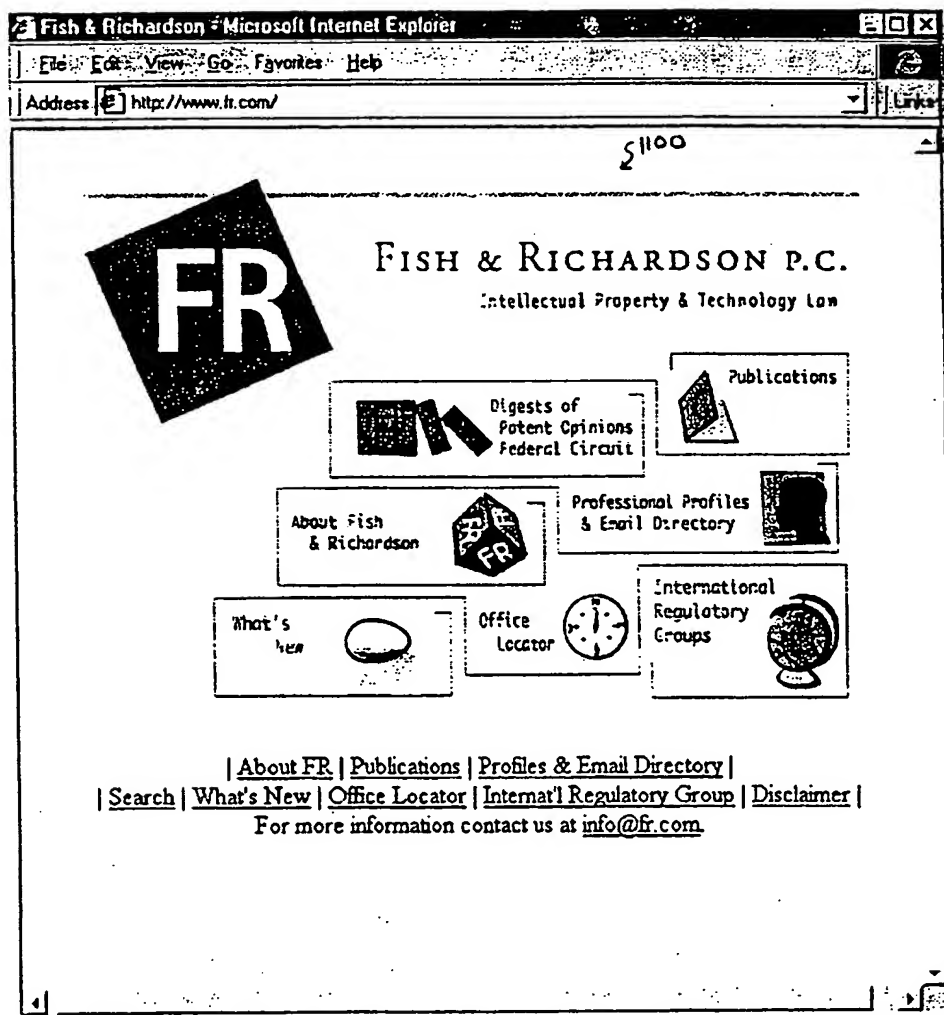 Fish & Richardson - Microsoft Internet Explorer
File Edit View Go Favorites Help
Address http://www.fr.com/ Links
1100
FR
FISH & RICHARDSON P.C.
Intellectual Property & Technology Law
Publications
Digests of
Patent Opinions
Federal Circuit
Professional Profiles
& Email Directory
About Fish
& Richardson
FR
International
Regulatory
Groups
What's
New
Office
Locator
| About FR | Publications | Profiles & Email Directory |
| Search | What's New | Office Locator | Internat'l Regulatory Group | Disclaimer |
For more information contact us at info@fr.com.